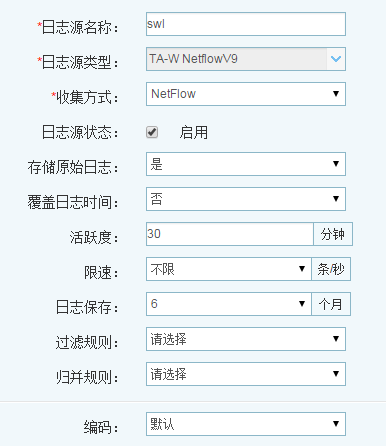 *日志源名称： swl
*日志源类型： TA-W NetflowV9
*收集方式： NetFlow
日志源状态： 启用
存储原始日志： 是
覆盖日志时间： 否
活跃度： 30 分钟
限速： 不限 条/秒
日志保存： 6 个月
过滤规则： 请选择
归并规则： 请选择
编码： 默认